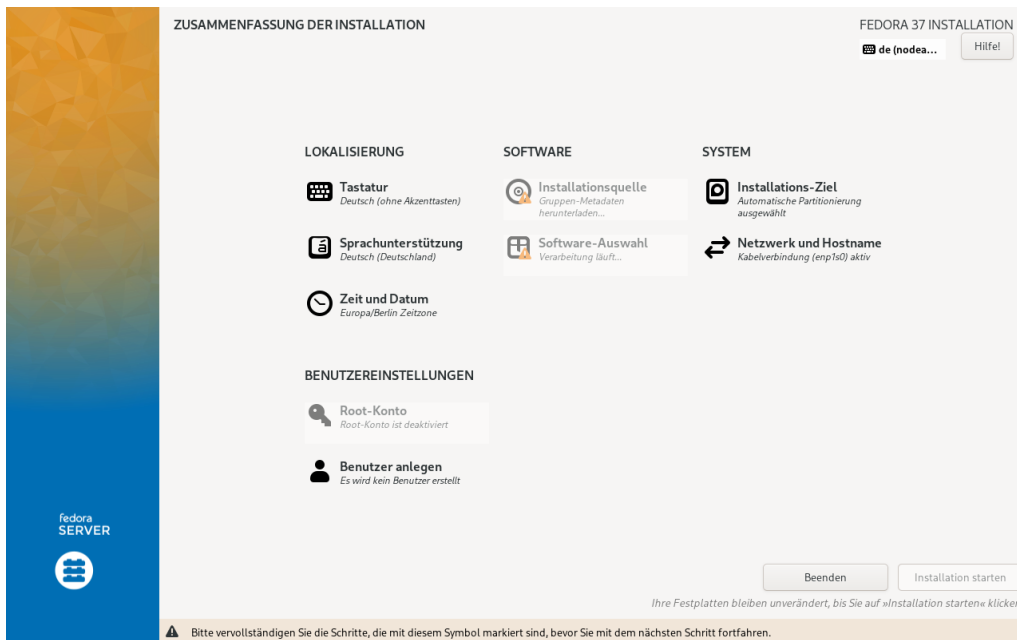 ZUSAMMENFASSUNG DER INSTALLATION
FEDORA 37 INSTALLATION
de (nodea...
Hilfe!
LOKALISIERUNG
Tastatur
Deutsch (ohne Akzenttasten)
Sprachunterstützung
Deutsch (Deutschland)
Zeit und Datum
Europa/Berlin Zeitzone
SOFTWARE
Installationsquelle
Gruppen-Metadaten
herunterladen...
Software-Auswahl
Verarbeitung läuft...
SYSTEM
Installations-Ziel
Automatische Partitionierung
ausgewählt
Netzwerk und Hostname
Kabelverbindung (enp1s0) aktiv
BENUTZEREINSTELLUNGEN
Root-Konto
Root-Konto ist deaktiviert
Benutzer anlegen
Es wird kein Benutzer erstellt
fedora
SERVER
Beenden
Installation starten
Ihre Festplatten bleiben unverändert, bis Sie auf »Installation starten« klicken
Bitte vervollständigen Sie die Schritte, die mit diesem Symbol markiert sind, bevor Sie mit dem nächsten Schritt fortfahren.